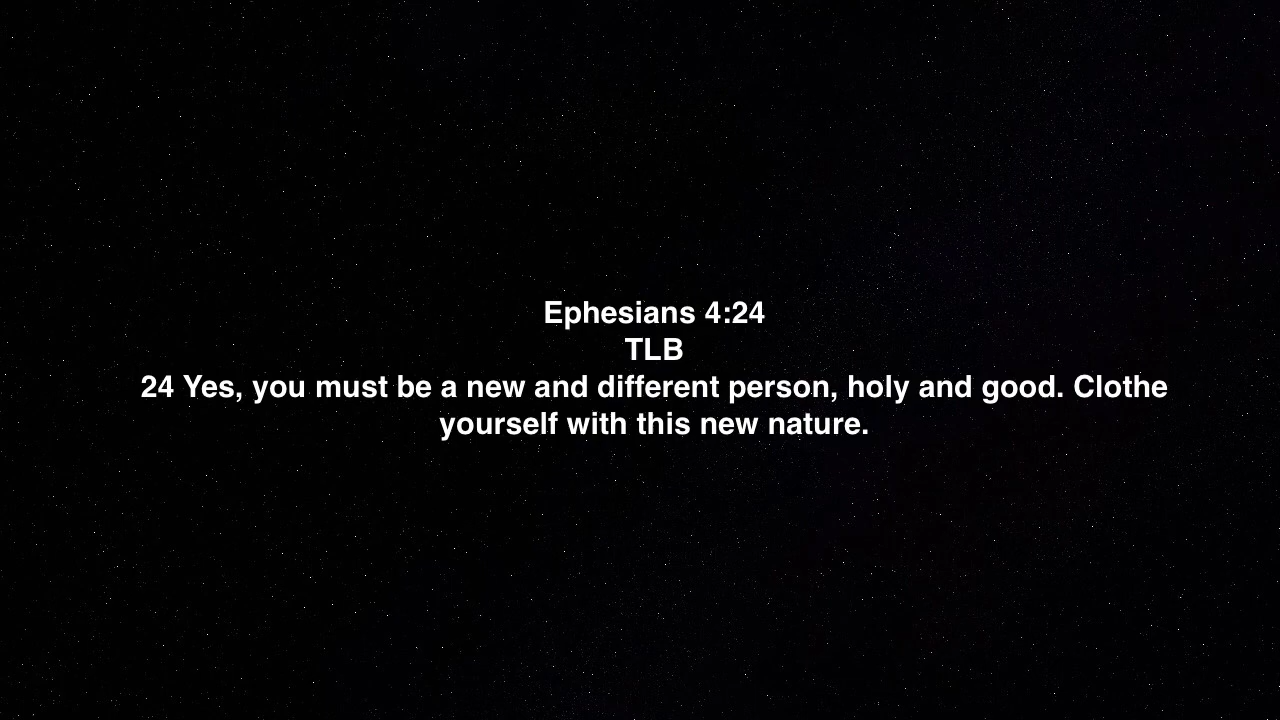 Ephesians 4:24
TLB
24 Yes, you must be a new and different person, holy and good. Clothe
yourself with this new nature.